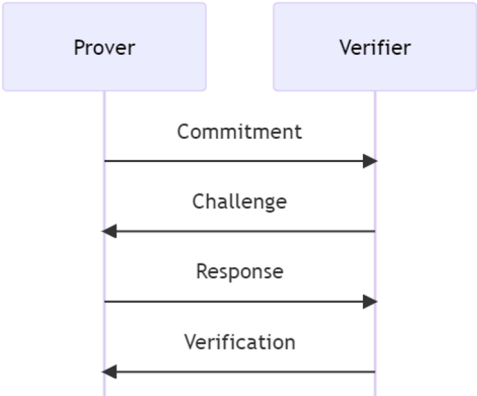 Prover
Verifier
Commitment
Challenge
Response
Verification